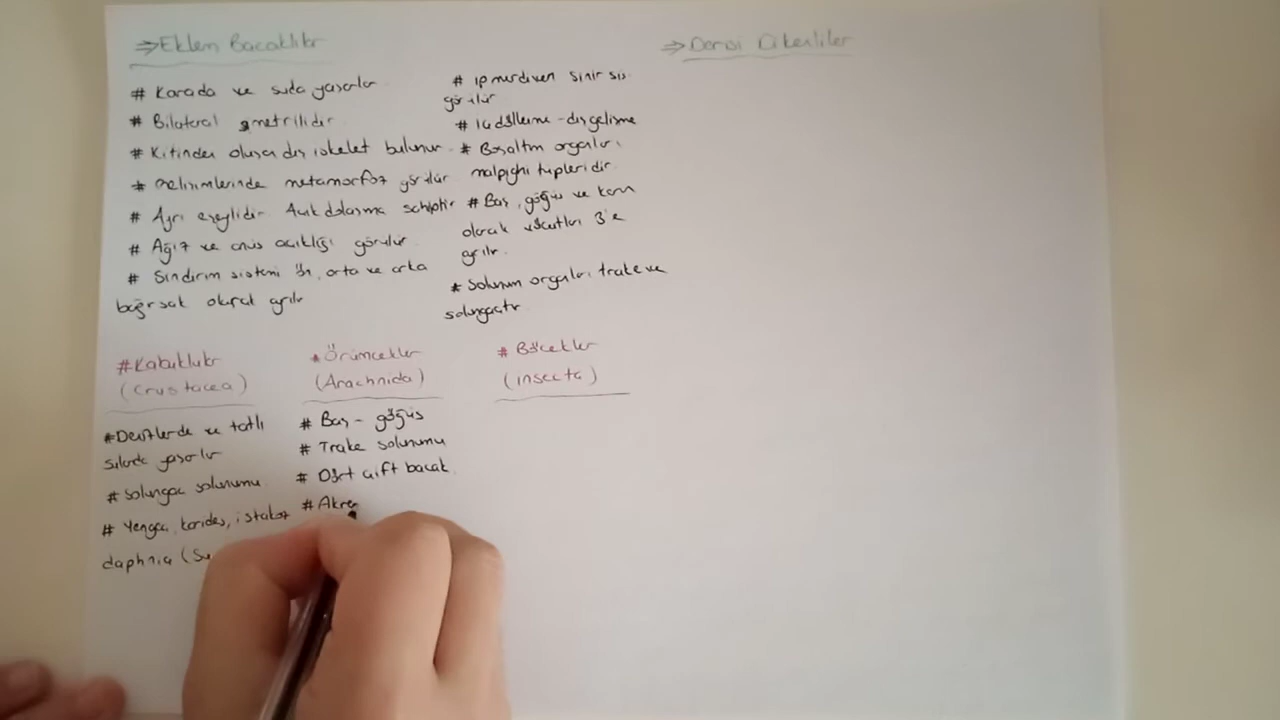 ⇒Eklem Bacaklılar
# Karada ve suda yaşarlar
# Bilateral simetrilidir
# Kitinden oluşan dış iskelet bulunur
# Gelişimlerinde metamorfoz görülür
# Ayrı eşeylidir Açık dolaşıma sahiptir
# Ağız ve anüs açıklığı görülür
# Sindirim sistemi ön, orta ve arka
bağırsak olarak ayrılır
# ip merdiven sinir sis.
görülür
# iç döllenme - dış gelişme
# Boşaltım organları
malpighi tüpleridir
# Baş, göğüs ve karın
olarak vücutları 3'e
ayrılır.
* Solunum organları trake ve
solungaçtır
#Kabuklular
(Crustacea)
#Denizlerde ve tatlı
sularda yaşarlar
# Solungaç solunumu
# Yengeç, karides, istakoz
daphnia (Su
* Örümcekler
(Arachnida)
# Baş - göğüs
# Trake solunumu
# Dört çift bacak
# Akre
# Böcekler
(insecta)
⇒Derisi Dikenliler